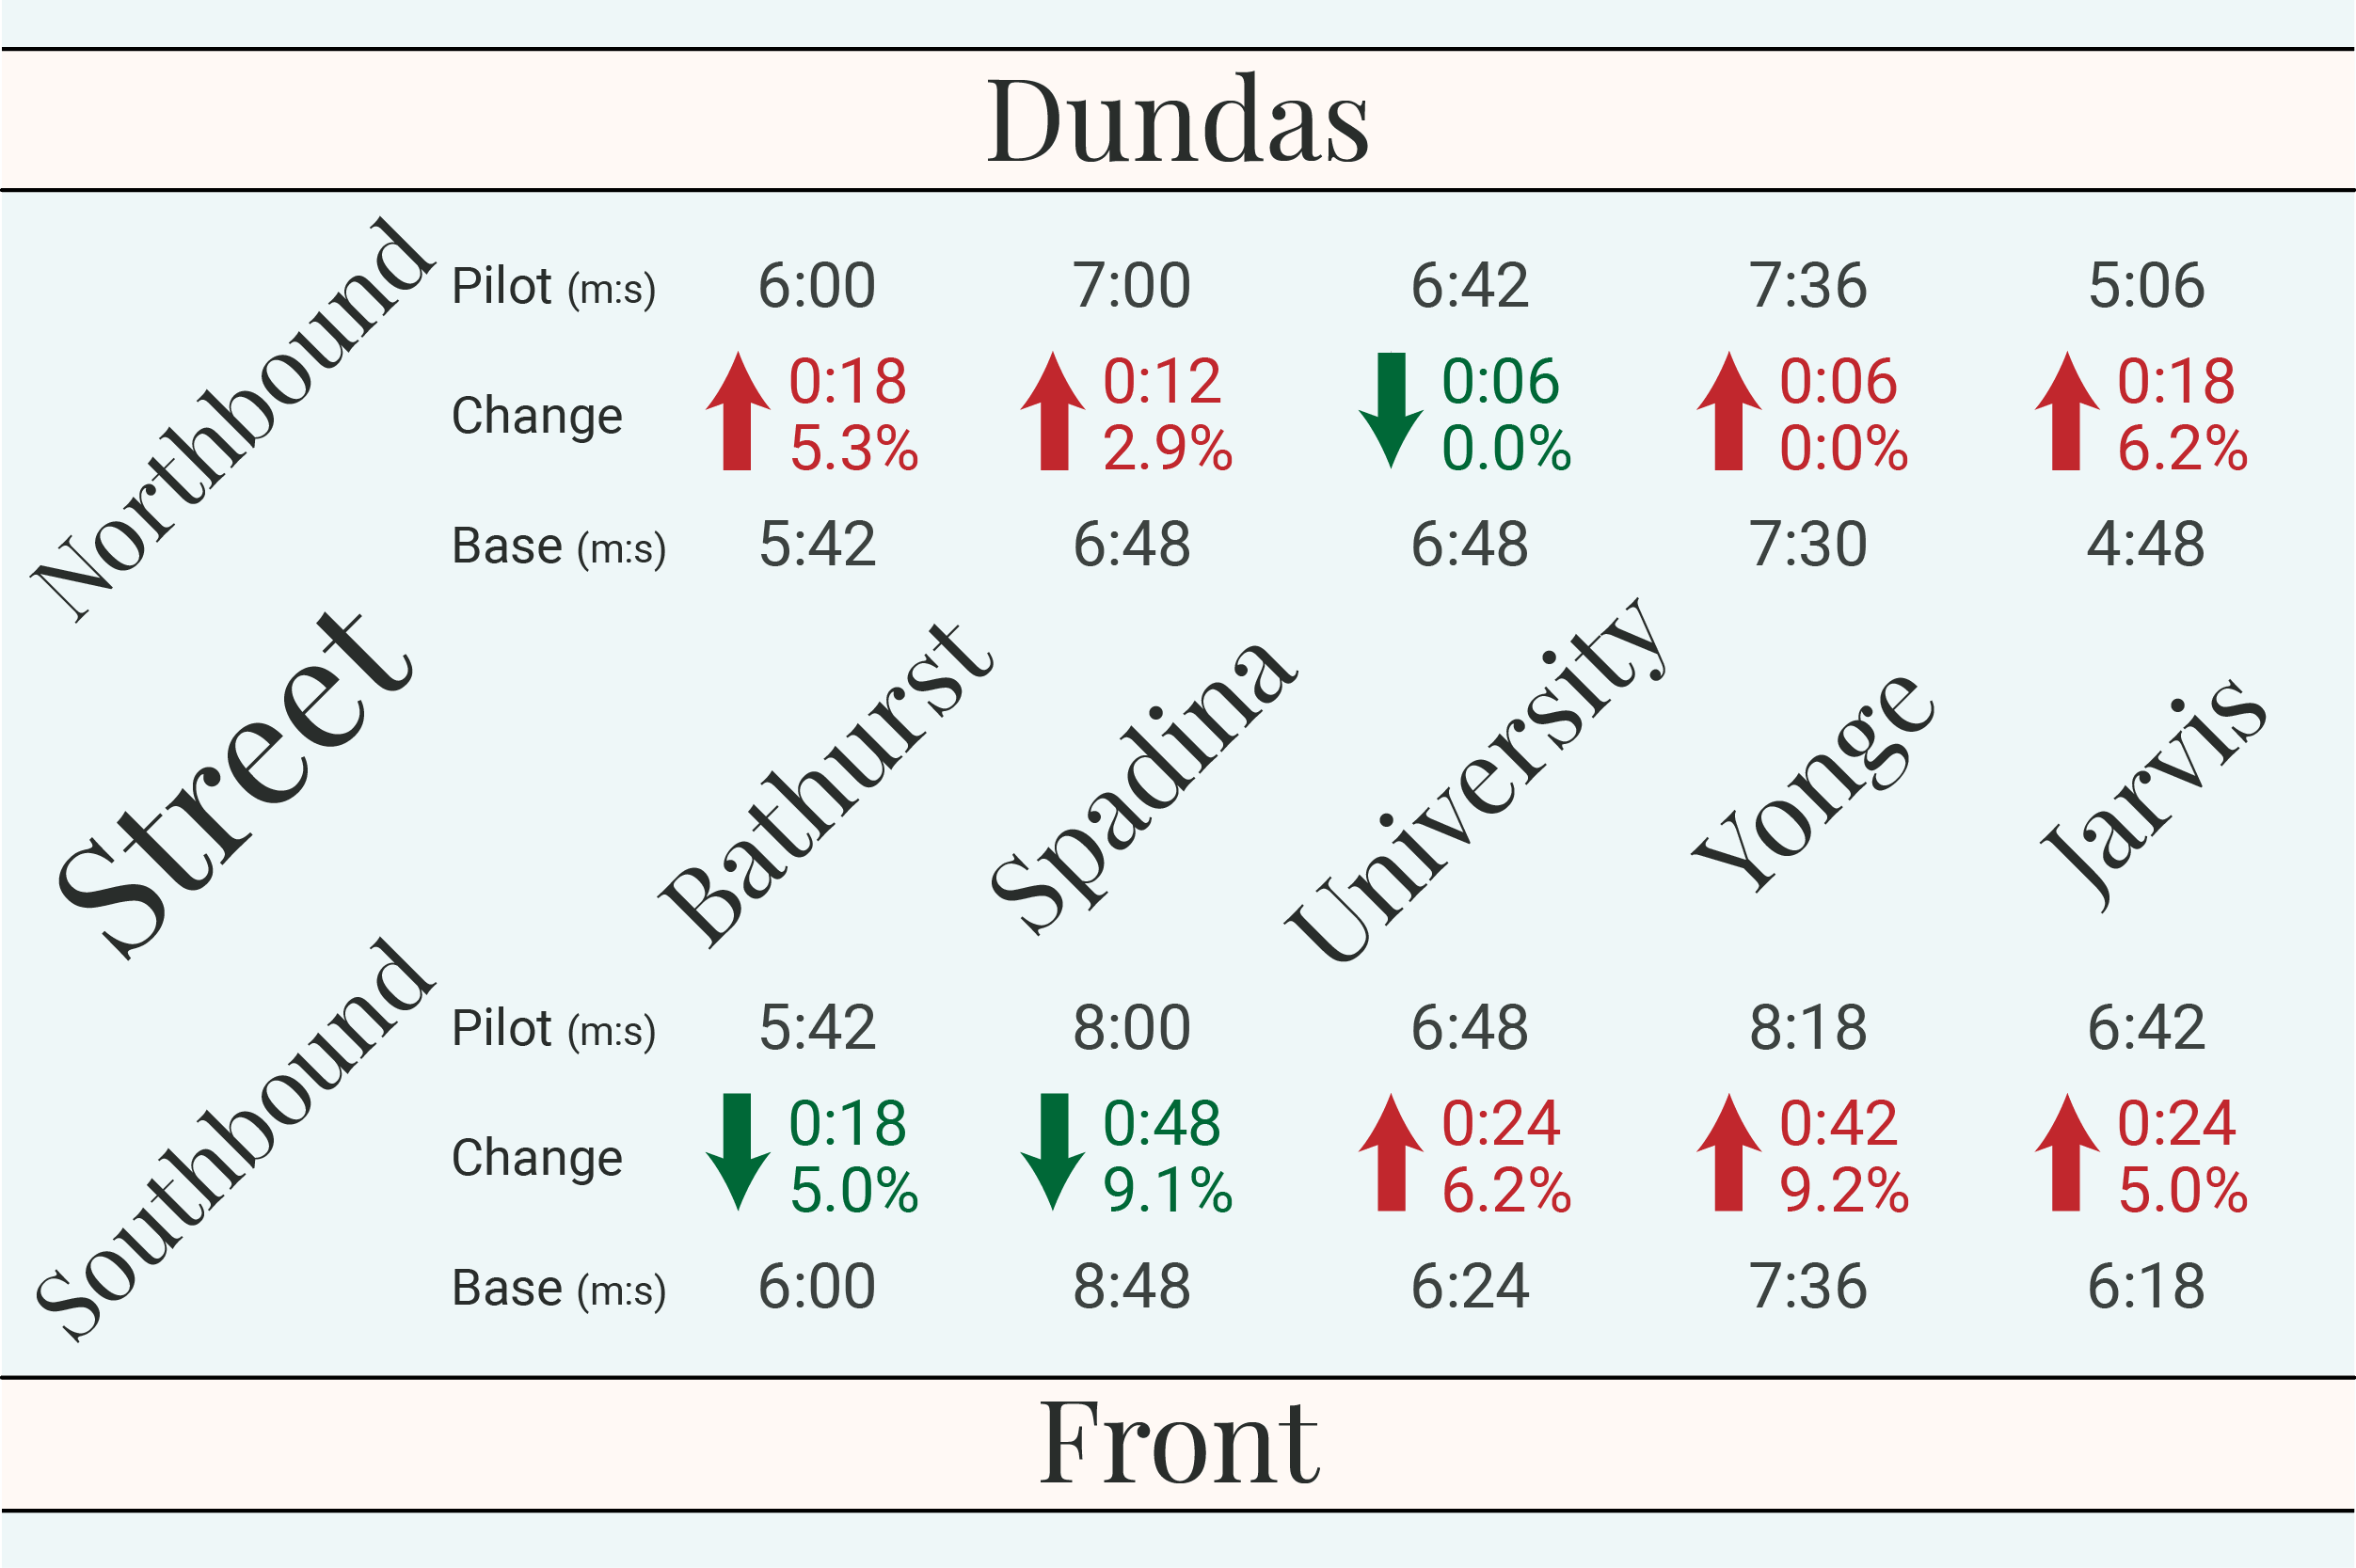 Dundas
Northbound
Pilot (m:s) 6:00 7:00 6:42 7:36 5:06
Change 0:18 0:12 0:06 0:06 0:18
5.3% 2.9% 0.0% 0:0% 6.2%
Base (m:s) 5:42 6:48 6:48 7:30 4:48
Street Bathurst Spadina University Yonge Jarvis
Southbound
Pilot (m:s) 5:42 8:00 6:48 8:18 6:42
Change 0:18 0:48 0:24 0:42 0:24
5.0% 9.1% 6.2% 9.2% 5.0%
Base (m:s) 6:00 8:48 6:24 7:36 6:18
Front